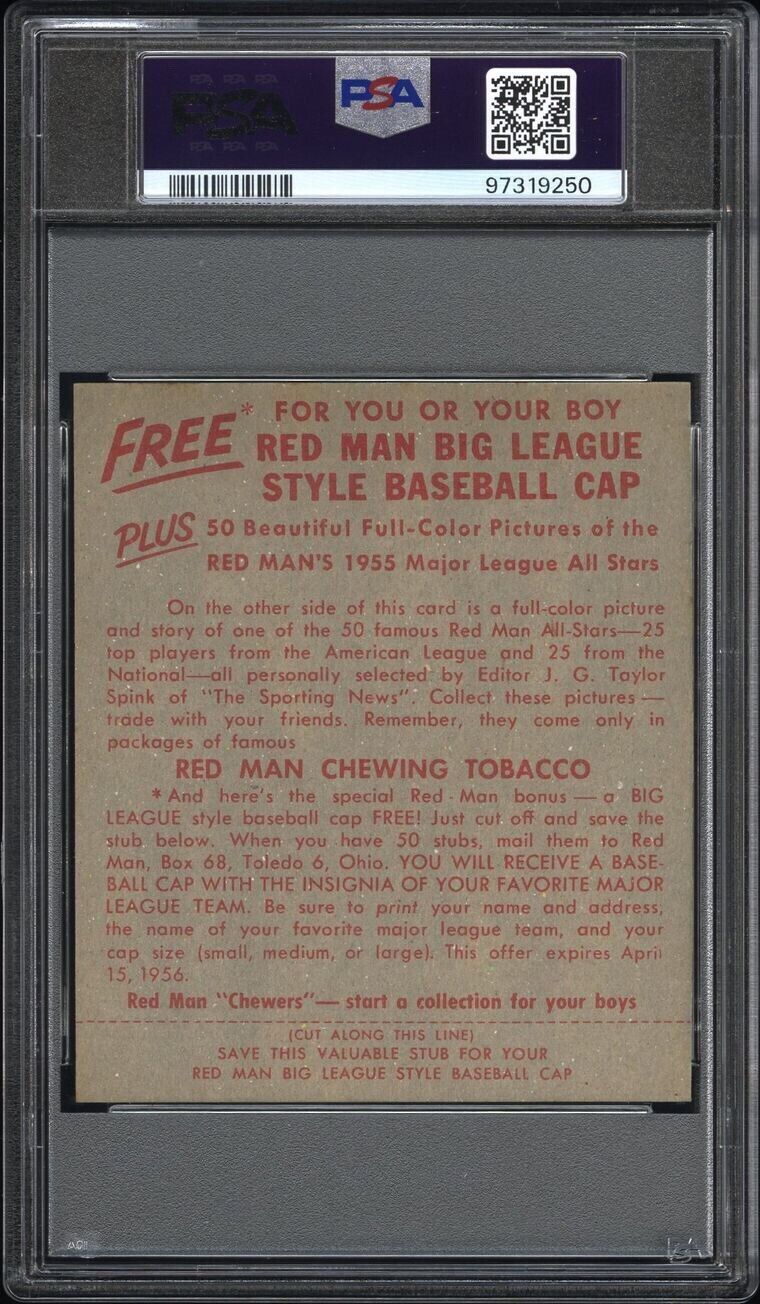 PSA PSA PSA
PSA
PSA PSA PSA
PSA
97319250
FREE* FOR YOU OR YOUR BOY
RED MAN BIG LEAGUE
STYLE BASEBALL CAP
PLUS 50 Beautiful Full-Color Pictures of the
RED MAN'S 1955 Major League All Stars
On the other side of this card is a full-color picture
and story of one of the 50 famous Red Man All-Stars—25
top players from the American League and 25 from the
National—all personally selected by Editor J. G. Taylor
Spink of "The Sporting News". Collect these pictures —
trade with your friends. Remember, they come only in
packages of famous
RED MAN CHEWING TOBACCO
* And here's the special Red-Man bonus — a BIG
LEAGUE style baseball cap FREE! Just cut off and save the
stub below. When you have 50 stubs, mail them to Red
Man, Box 68, Toledo 6, Ohio. YOU WILL RECEIVE A BASE-
BALL CAP WITH THE INSIGNIA OF YOUR FAVORITE MAJOR
LEAGUE TEAM. Be sure to print your name and address,
the name of your favorite major league team, and your
cap size (small, medium, or large). This offer expires April
15, 1956.
Red Man "Chewers"— start a collection for your boys
(CUT ALONG THIS LINE)
SAVE THIS VALUABLE STUB FOR YOUR
RED MAN BIG LEAGUE STYLE BASEBALL CAP